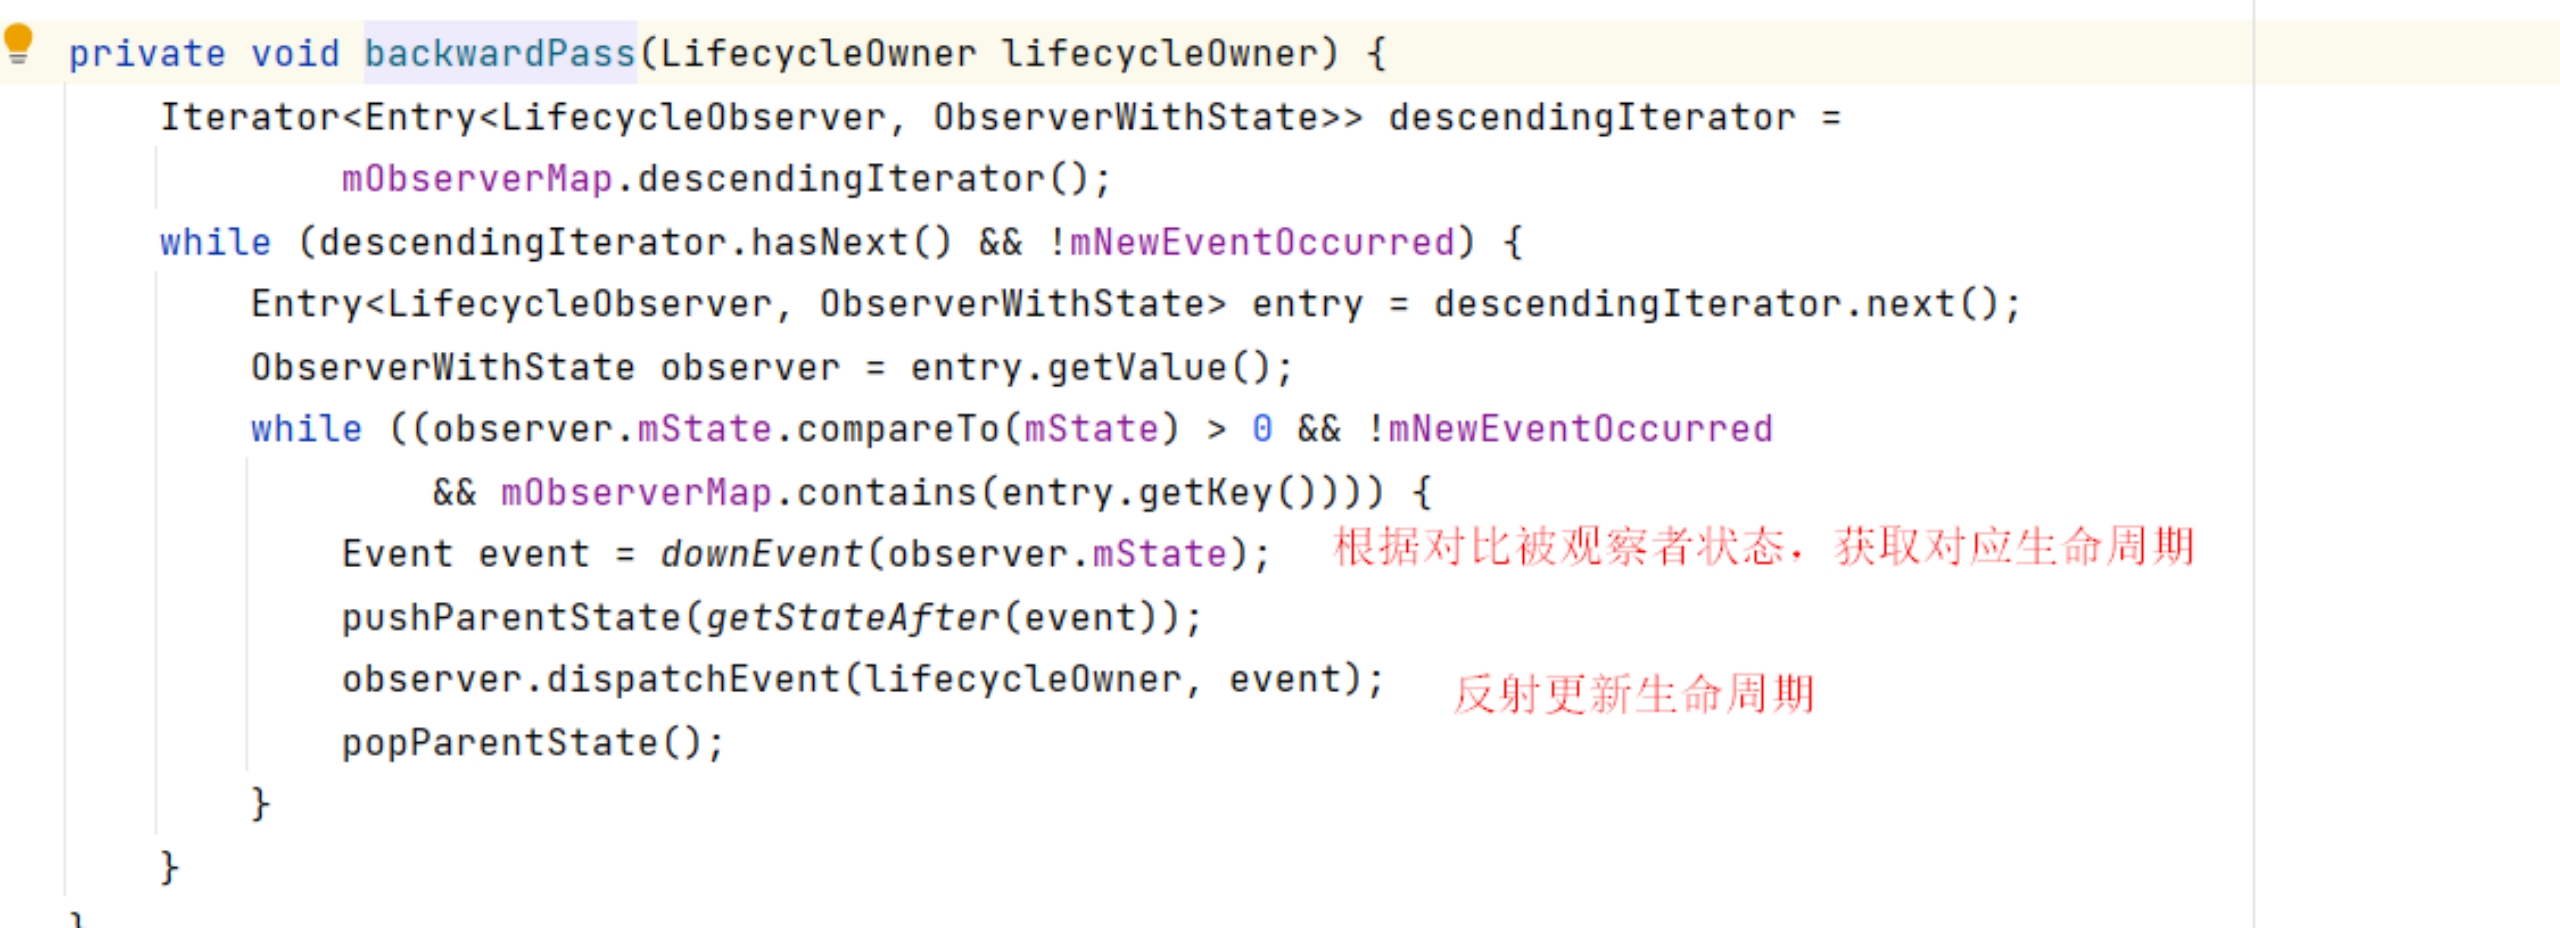 private void backwardPass(LifecycleOwner lifecycleOwner) {
Iterator<Entry<LifecycleObserver, ObserverWithState>> descendingIterator =
mObserverMap.descendingIterator();
while (descendingIterator.hasNext() && !mNewEventOccurred) {
Entry<LifecycleObserver, ObserverWithState> entry = descendingIterator.next();
ObserverWithState observer = entry.getValue();
while ((observer.mState.compareTo(mState) > 0 && !mNewEventOccurred
&& mObserverMap.contains(entry.getKey()))) {
Event event = downEvent(observer.mState); 根据对比被观察者状态，获取对应生命周期
pushParentState(getStateAfter(event));
observer.dispatchEvent(lifecycleOwner, event); 反射更新生命周期
popParentState();
}
}
}